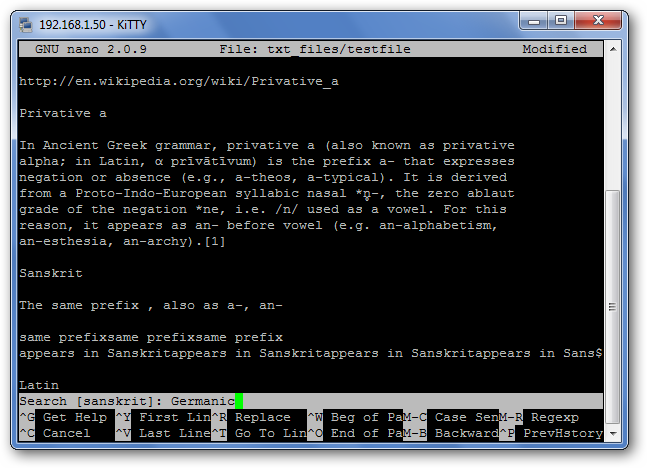 192.168.1.50 - KiTTY
GNU nano 2.0.9 File: txt_files/testfile Modified
http://en.wikipedia.org/wiki/Privative_a
Privative a
In Ancient Greek grammar, privative a (also known as privative
alpha; in Latin, α prīvātīvum) is the prefix a- that expresses
negation or absence (e.g., a-theos, a-typical). It is derived
from a Proto-Indo-European syllabic nasal *n̥-, the zero ablaut
grade of the negation *ne, i.e. /n/ used as a vowel. For this
reason, it appears as an- before vowel (e.g. an-alphabetism,
an-esthesia, an-archy).[1]
Sanskrit
The same prefix , also as a-, an-
same prefixsame prefixsame prefix
appears in Sanskritappears in Sanskritappears in Sanskritappears in Sans$
Latin
Search [sanskrit]: Germanic
^G Get Help ^Y First Lin^R Replace ^W Beg of PaM-C Case SenM-R Regexp
^C Cancel ^V Last Line^T Go To Lin^O End of PaM-B Backward^P PrevHstory